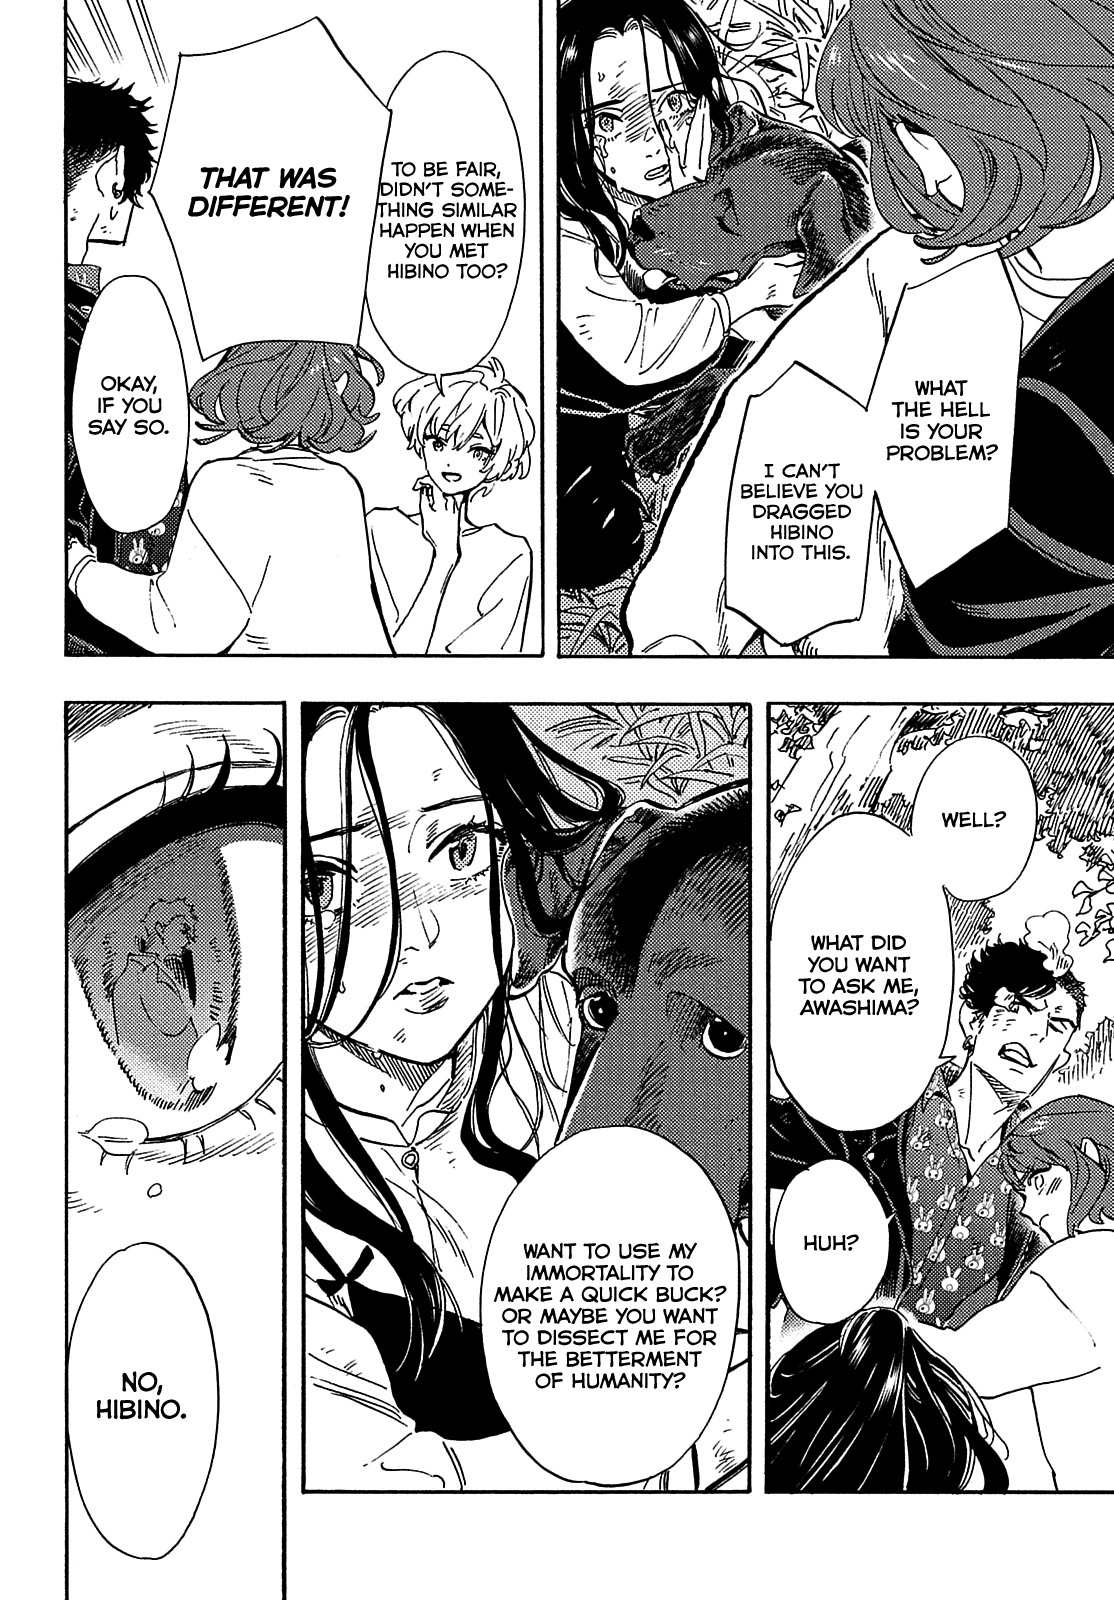 WHAT
THE HELL
IS YOUR
PROBLEM?
I CAN'T
BELIEVE YOU
DRAGGED
HIBINO
INTO THIS.
TO BE FAIR,
DIDN'T SOME-
THING SIMILAR
HAPPEN WHEN
YOU MET
HIBINO TOO?
THAT WAS
DIFFERENT!
OKAY,
IF YOU
SAY SO.
WELL?
WHAT DID
YOU WANT
TO ASK ME,
AWASHIMA?
HUH?
WANT TO USE MY
IMMORTALITY TO
MAKE A QUICK BUCK?
OR MAYBE YOU WANT
TO DISSECT ME FOR
THE BETTERMENT
OF HUMANITY?
NO,
HIBINO.